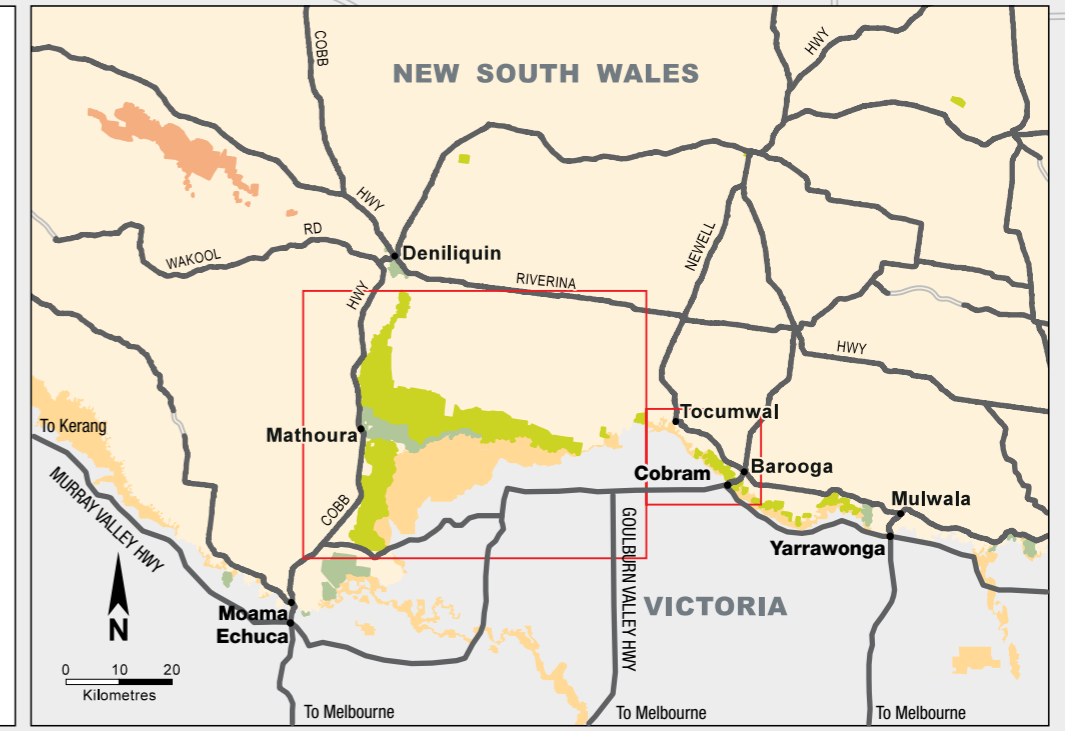 COBB
HWY
NEW SOUTH WALES
HWY
RD
WAKOOL
Deniliquin
NEWELL
RIVERINA
HWY
HWY
To Kerang
Mathoura
Tocumwal
Cobram
Barooga
Mulwala
MURRAY VALLEY HWY
COBB
GOULBURN VALLEY HWY
Yarrawonga
N
Moama
Echuca
VICTORIA
0 10 20
Kilometres
To Melbourne
To Melbourne
To Melbourne